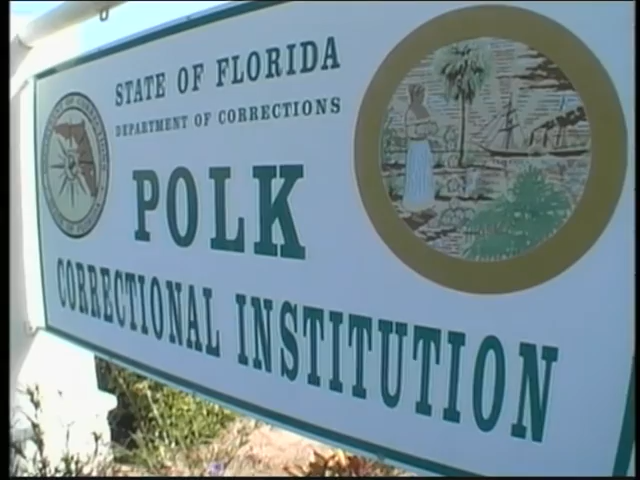 STATE OF FLORIDA
DEPARTMENT OF CORRECTIONS
POLK
CORRECTIONAL INSTITUTION